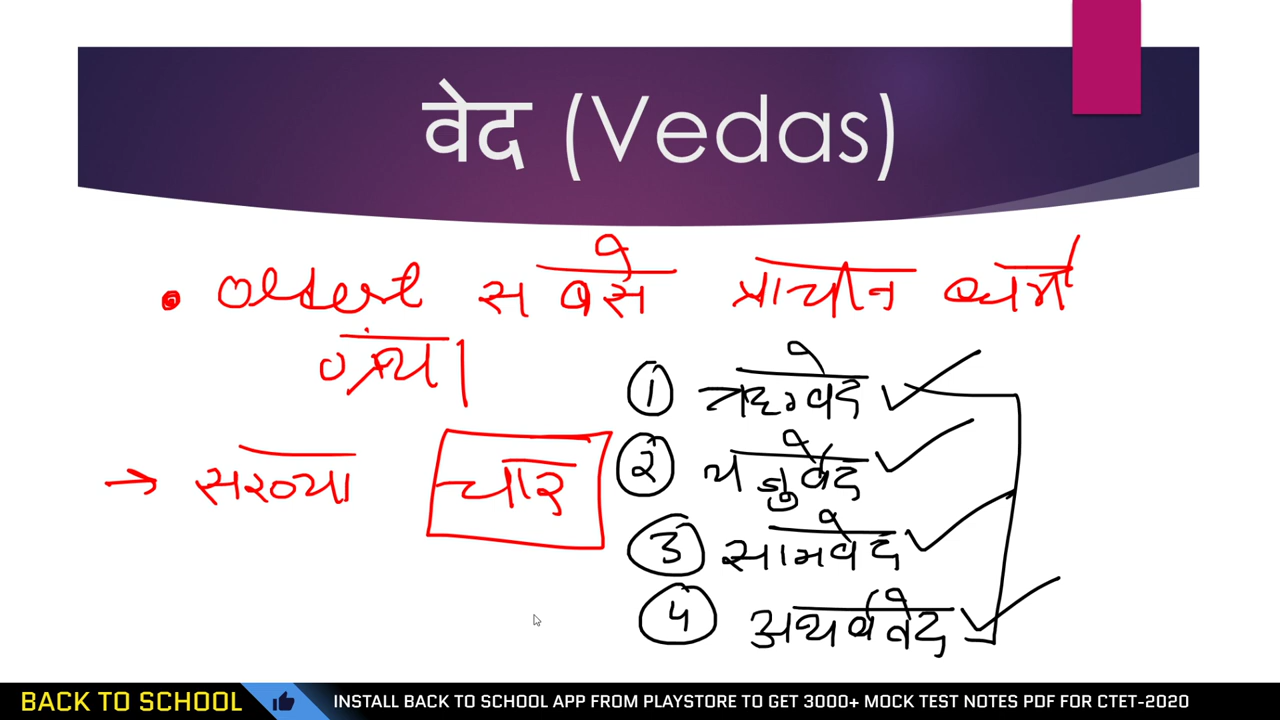 वेद (Vedas)
• Oldest सबसे प्राचीन धर्म
ग्रंथ।
→ संख्या चार
① ऋग्वेद
② यजुर्वेद
③ सामवेद
④ अथर्ववेद
BACK TO SCHOOL INSTALL BACK TO SCHOOL APP FROM PLAYSTORE TO GET 3000+ MOCK TEST NOTES PDF FOR CTET-2020